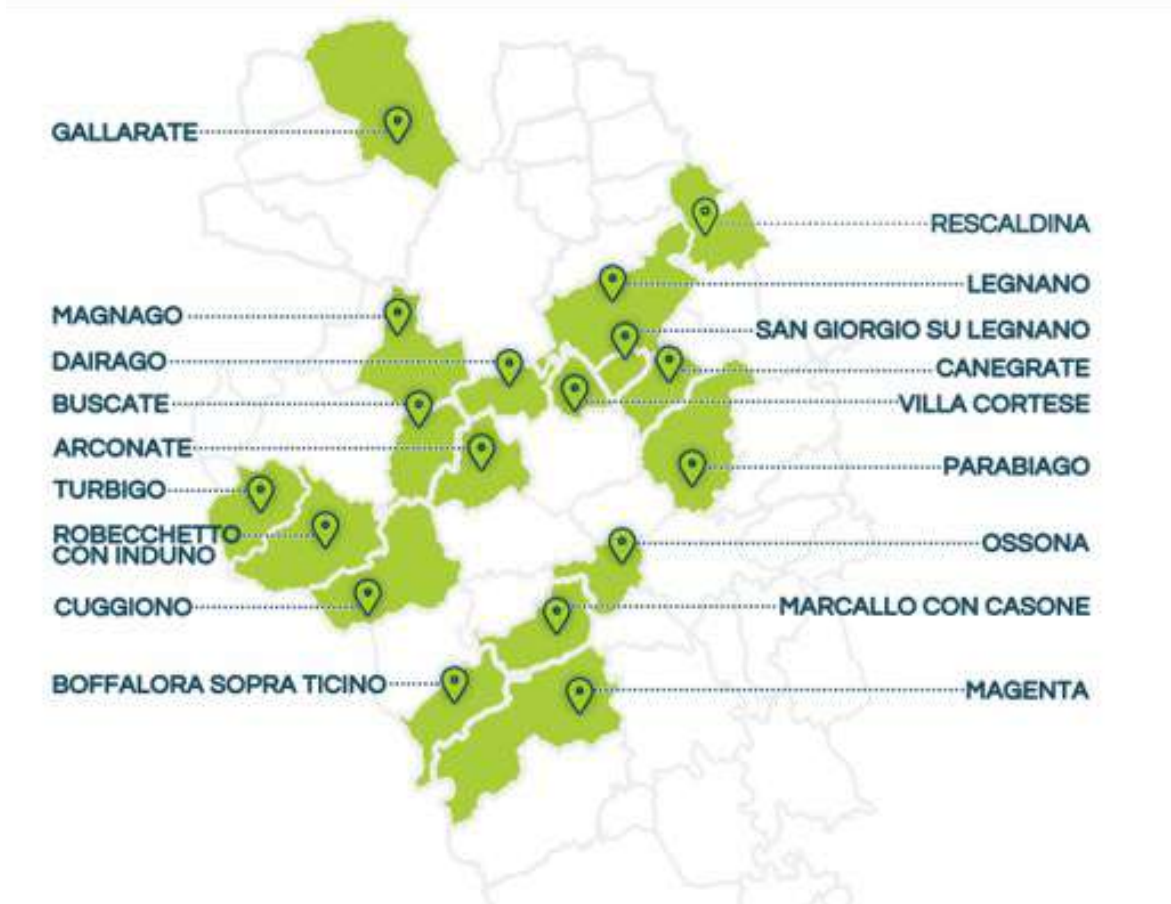 GALLARATE
RESCALDINA
LEGNANO
MAGNAGO
SAN GIORGIO SU LEGNANO
DAIRAGO
CANEGRATE
BUSCATE
VILLA CORTESE
ARCONATE
PARABIAGO
TURBIGO
ROBECCHETTO
CON INDUNO
OSSONA
CUGGIONO
MARCALLO CON CASONE
BOFFALORA SOPRA TICINO
MAGENTA